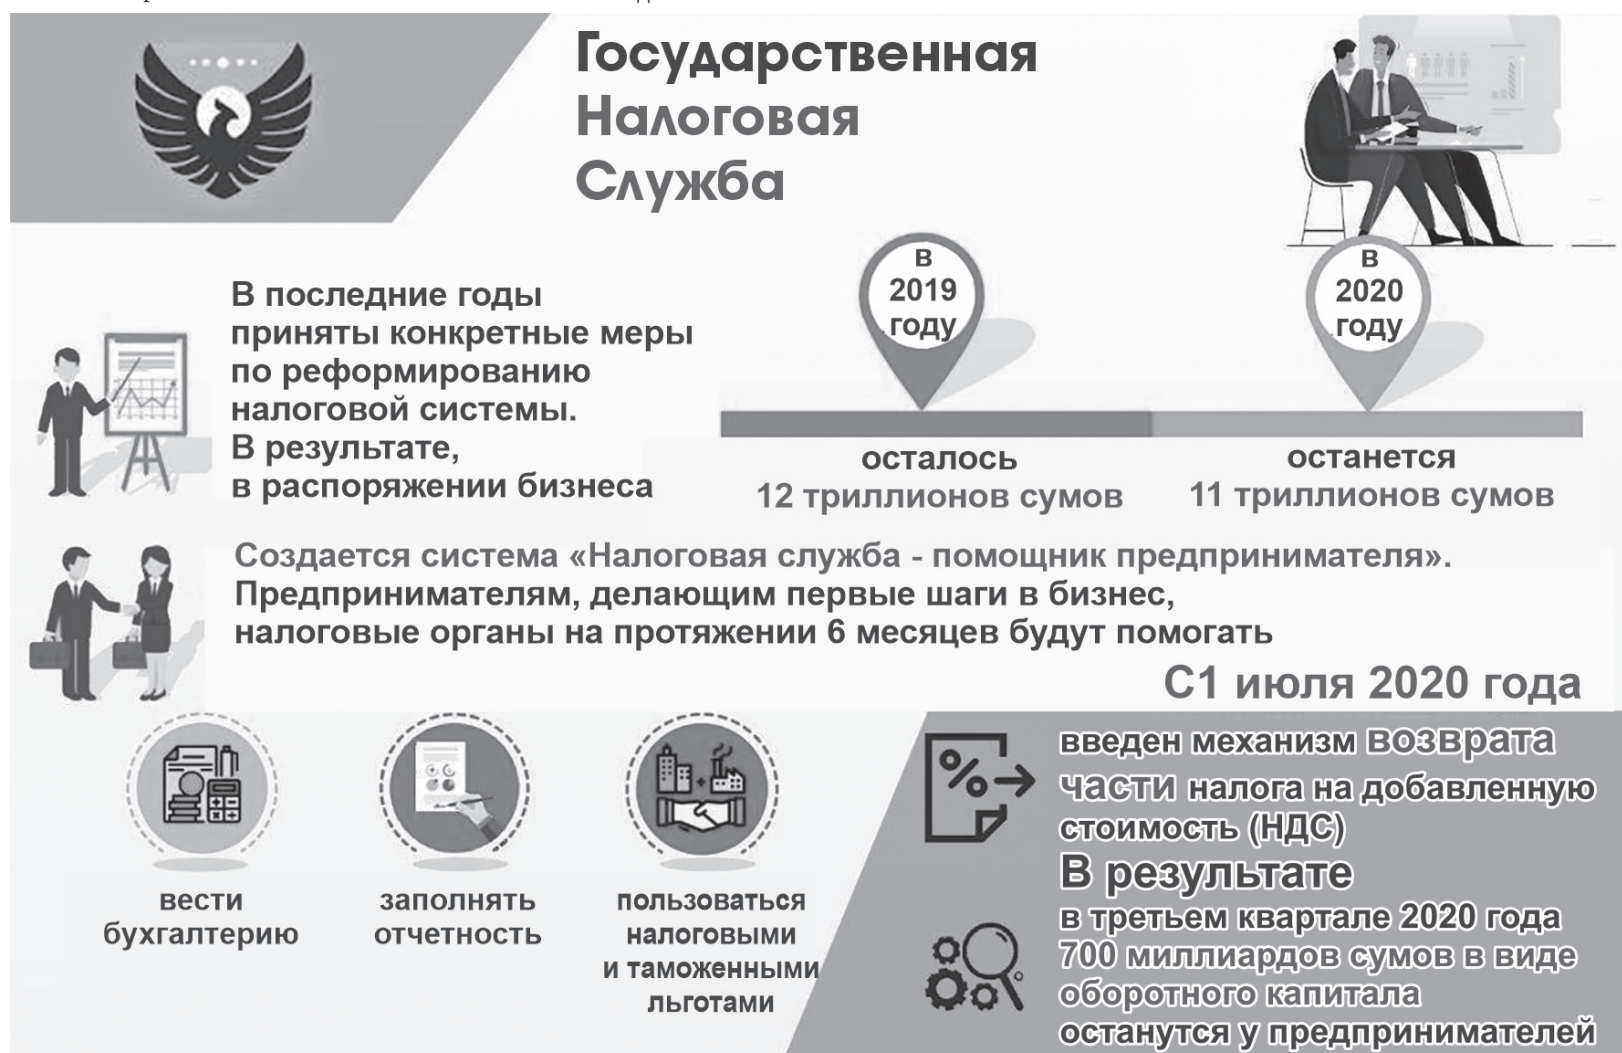 Государственная
Налоговая
Служба
В последние годы
приняты конкретные меры
по реформированию
налоговой системы.
В результате,
в распоряжении бизнеса
в
2019
году
осталось
12 триллионов сумов
в
2020
году
останется
11 триллионов сумов
Создается система «Налоговая служба - помощник предпринимателя».
Предпринимателям, делающим первые шаги в бизнес,
налоговые органы на протяжении 6 месяцев будут помогать
вести
бухгалтерию
заполнять
отчетность
пользоваться
налоговыми
и таможенными
льготами
С1 июля 2020 года
введен механизм возврата
части налога на добавленную
стоимость (НДС)
В результате
в третьем квартале 2020 года
700 миллиардов сумов в виде
оборотного капитала
останутся у предпринимателей